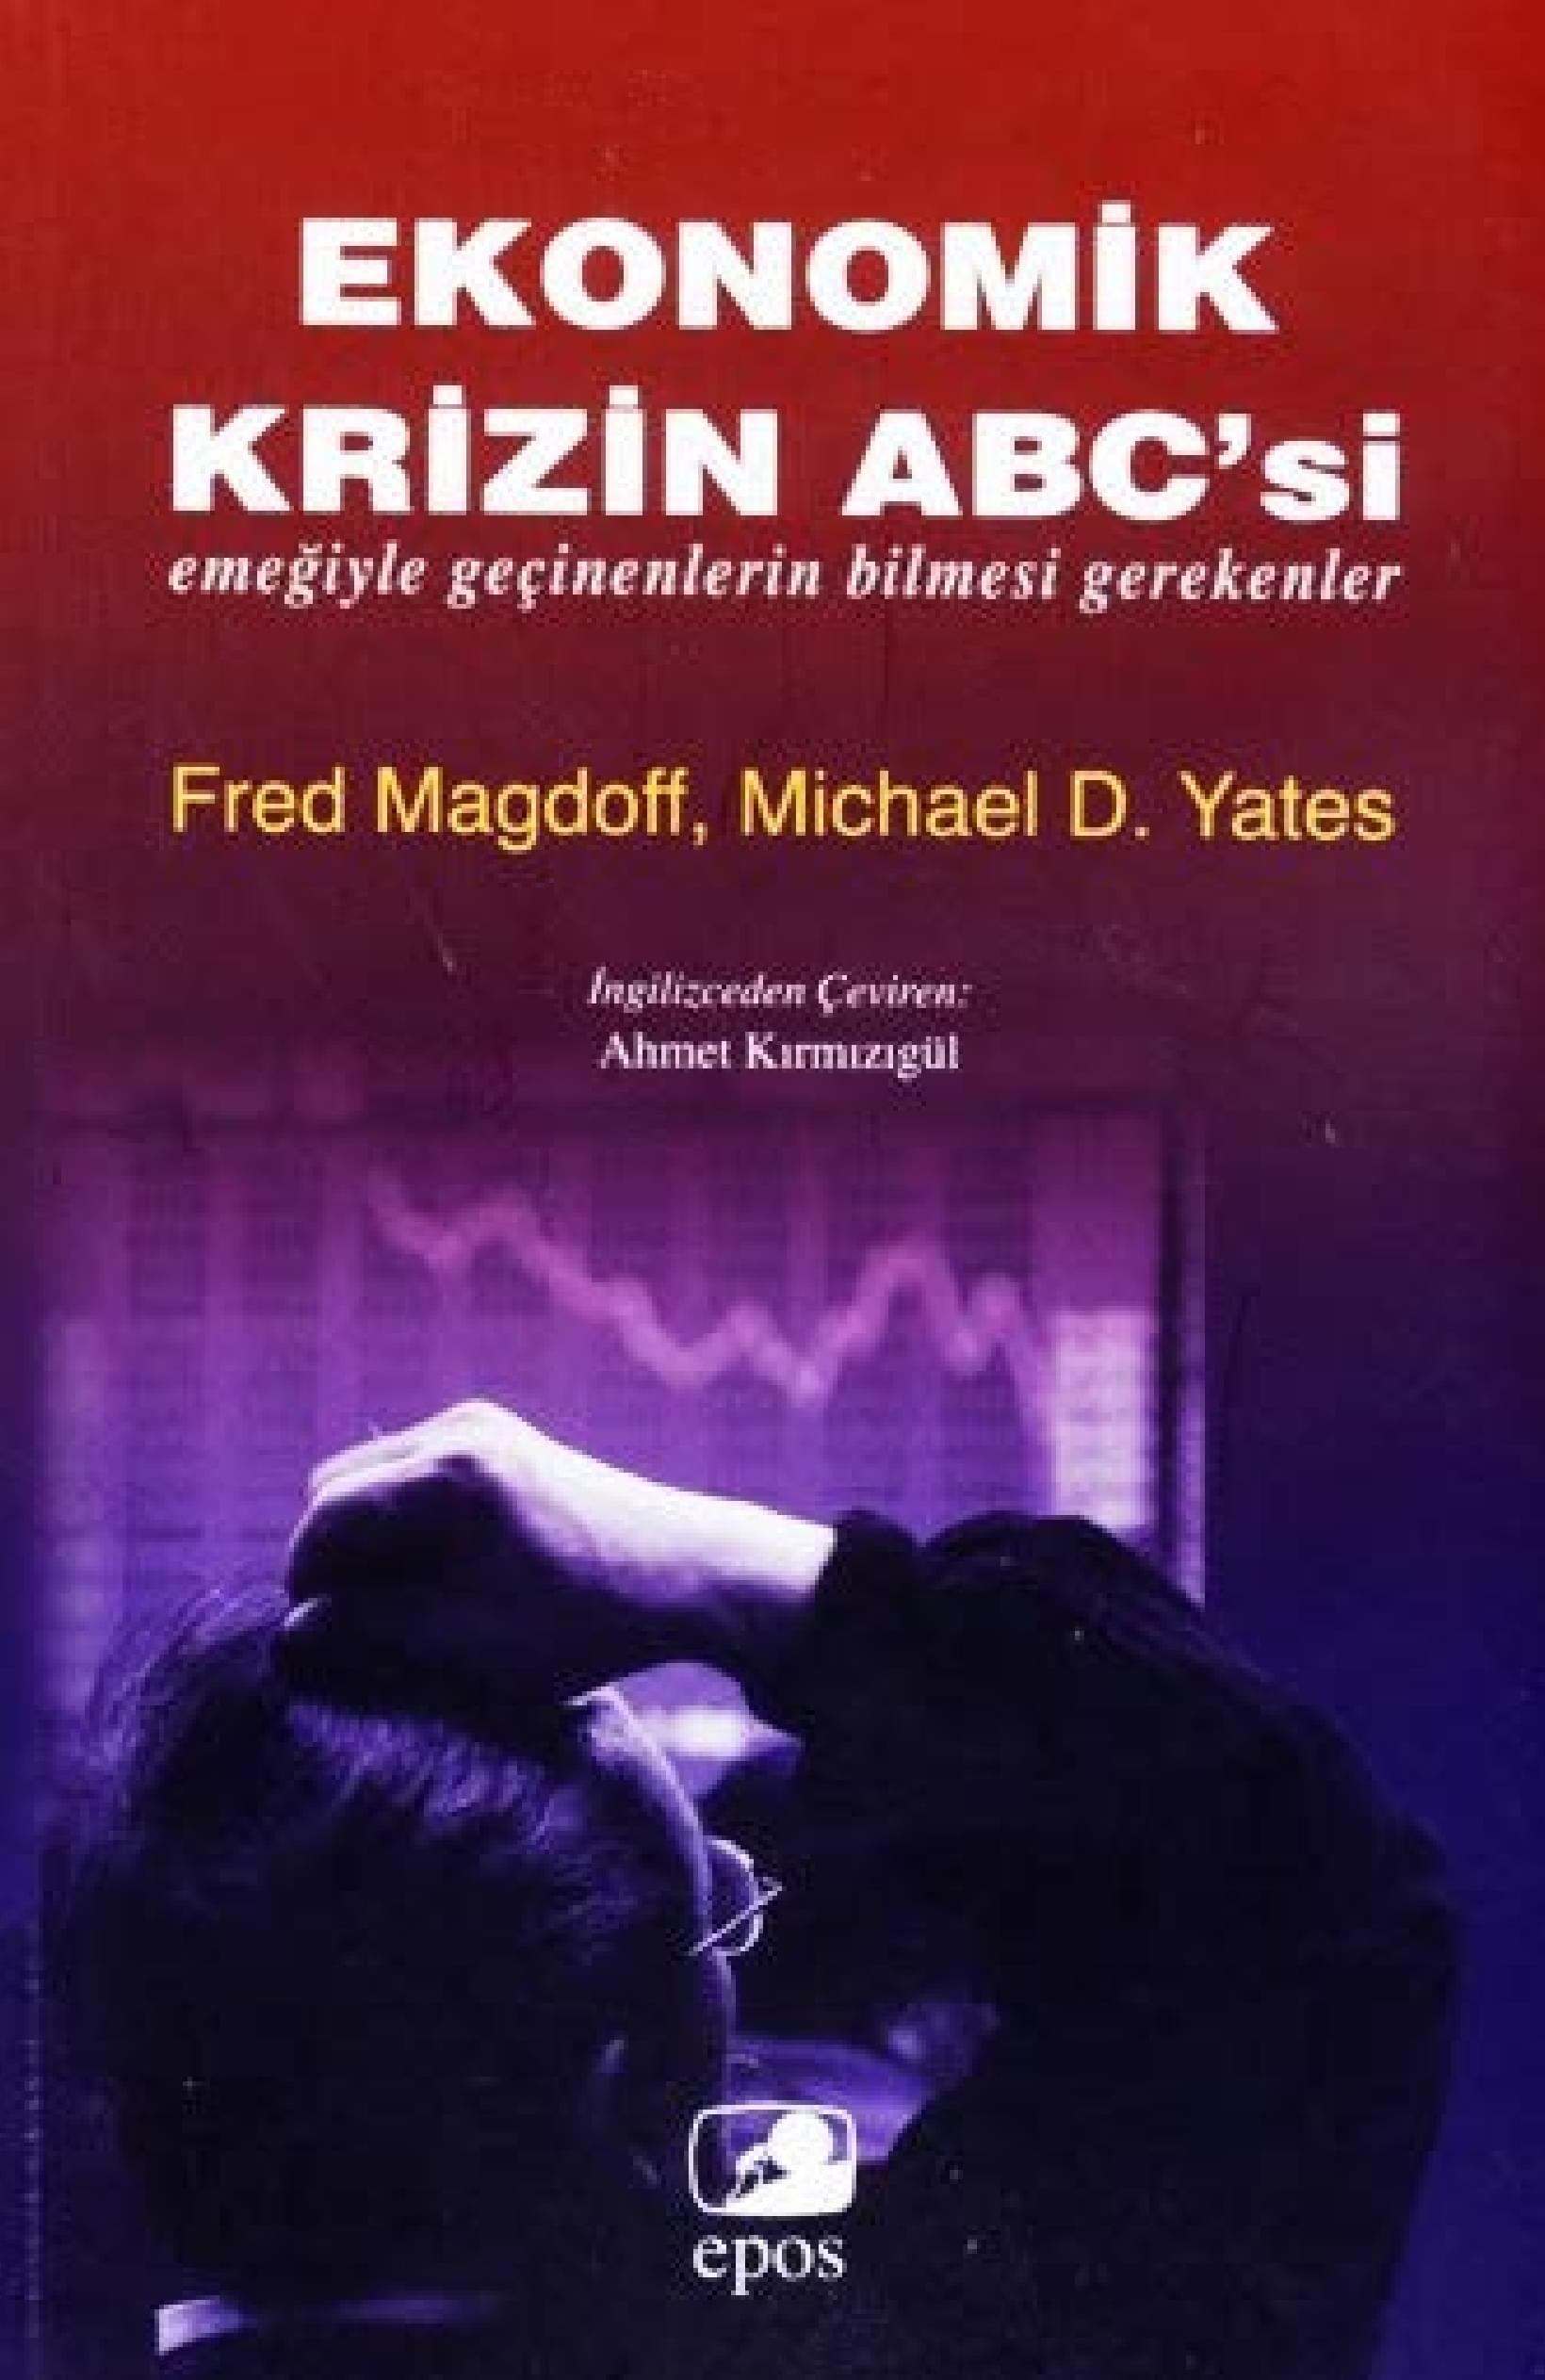 EKONOMİK
KRİZİN ABC'si
emeğiyle geçinenlerin bilmesi gerekenler
Fred Magdoff, Michael D. Yates
İngilizceden Çeviren:
Ahmet Kırmızıgül
epos